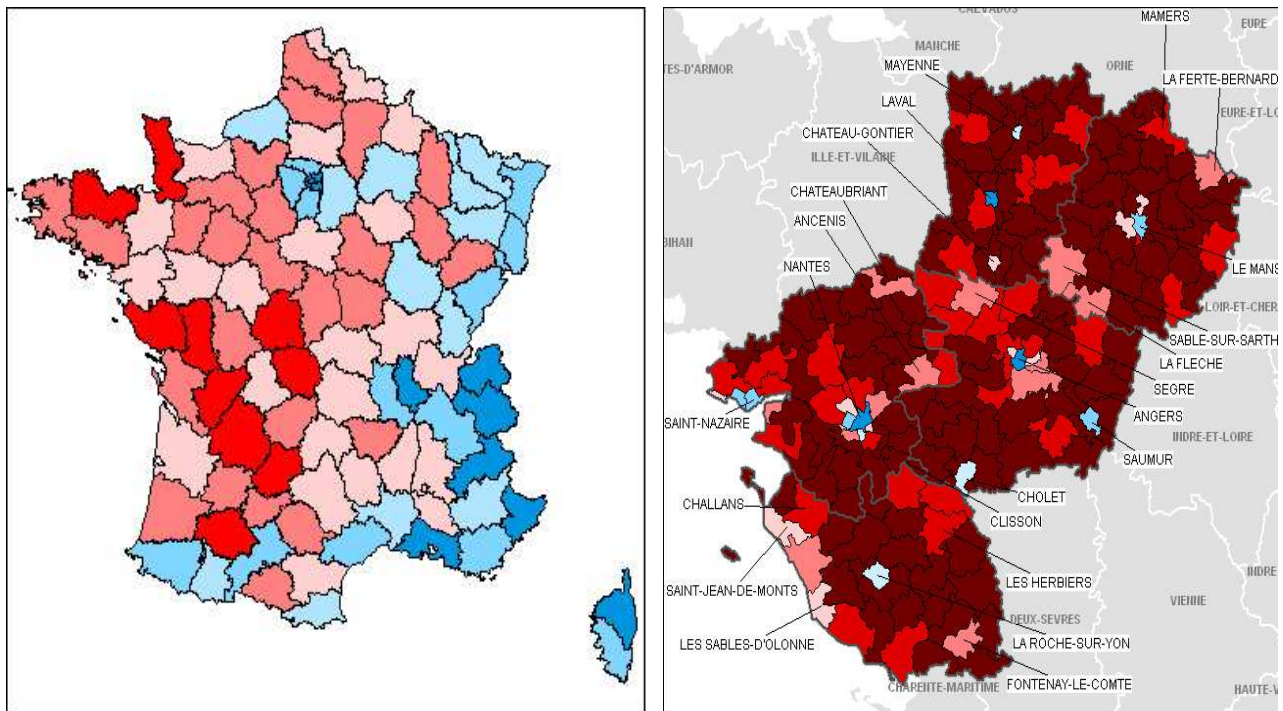 CALVADOS
MAMERS
EURE
MANCHE
ORNE
TES-D'ARMOR
MAYENNE
LA FERTE-BERNARD
LAVAL
EURE-ET-LO
CHATEAU-GONTIER
ILLE-ET-VILAINE
CHATEAUBRIANT
ANCENIS
BIHAN
NANTES
LE MANS
LOIR-ET-CHER
SABLE-SUR-SARTH
LA FLECHE
SEGRE
SAINT-NAZAIRE
ANGERS
INDRE-ET-LOIRE
SAUMUR
CHALLANS
CHOLET
CLISSON
INDRE
SAINT-JEAN-DE-MONTS
LES HERBIERS
VIENNE
DEUX-SEVRES
LES SABLES-D'OLONNE
LA ROCHE-SUR-YON
FONTENAY-LE-COMTE
CHARENTE-MARITIME
HAUTE-V